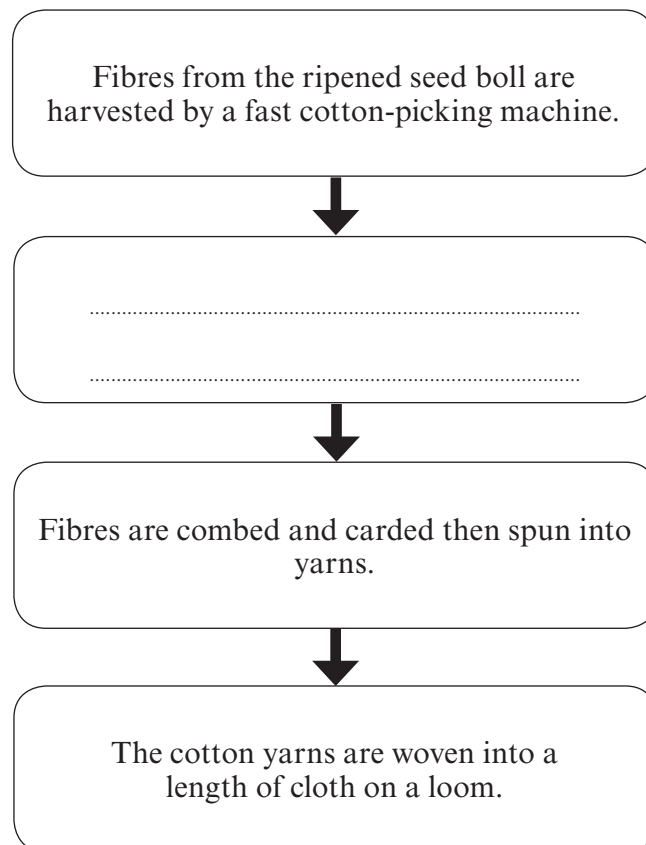 Fibres from the ripened seed boll are
harvested by a fast cotton-picking machine.
................................................................................
................................................................................
Fibres are combed and carded then spun into
yarns.
The cotton yarns are woven into a
length of cloth on a loom.